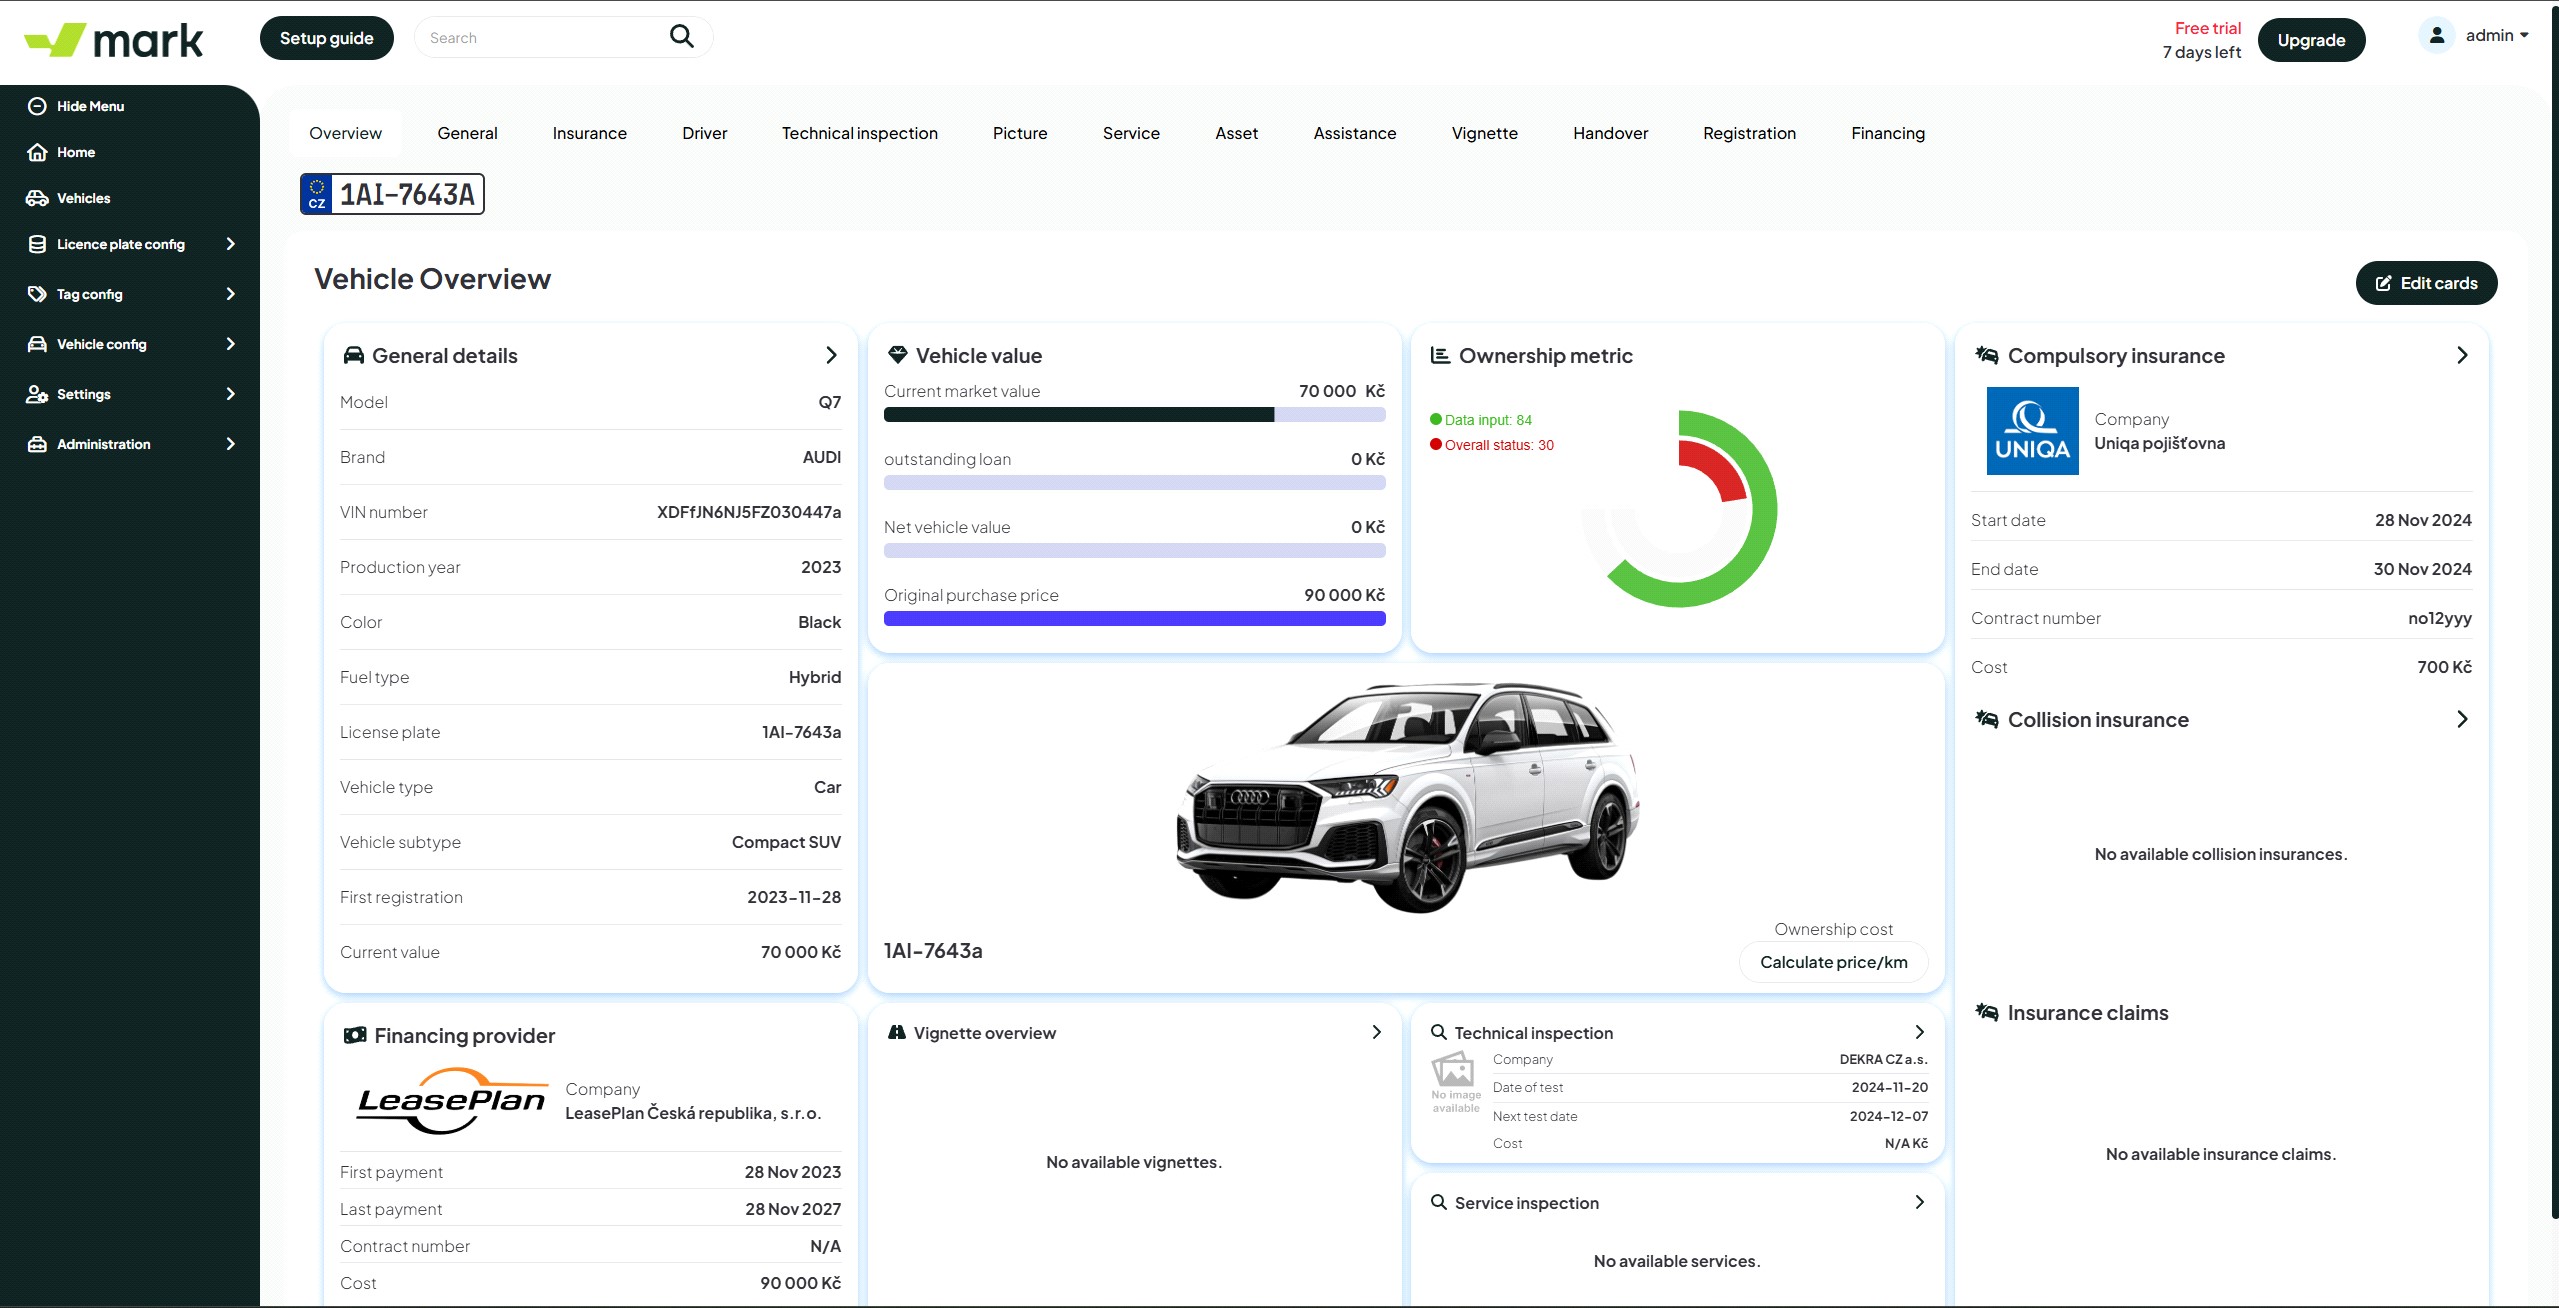 mark
Setup guide
Search
Free trial
7 days left
Upgrade
admin
Hide Menu
Home
Vehicles
Licence plate config
Tag config
Vehicle config
Settings
Administration
Overview
General
Insurance
Driver
Technical inspection
Picture
Service
Asset
Assistance
Vignette
Handover
Registration
Financing
CZ 1AI-7643A
Vehicle Overview
Edit cards
General details
Model Q7
Brand AUDI
VIN number XDFfJN6NJ5FZ030447a
Production year 2023
Color Black
Fuel type Hybrid
License plate 1AI-7643a
Vehicle type Car
Vehicle subtype Compact SUV
First registration 2023-11-28
Current value 70 000 Kč
Vehicle value
Current market value 70 000 Kč
outstanding loan 0 Kč
Net vehicle value 0 Kč
Original purchase price 90 000 Kč
Ownership metric
Data input: 84
Overall status: 30
Compulsory insurance
UNIQA
Company
Uniqa pojišťovna
Start date 28 Nov 2024
End date 30 Nov 2024
Contract number no12yyy
Cost 700 Kč
Collision insurance
No available collision insurances.
Insurance claims
No available insurance claims.
1AI-7643a
Ownership cost
Calculate price/km
Financing provider
LeasePlan
Company
LeasePlan Česká republika, s.r.o.
First payment 28 Nov 2023
Last payment 28 Nov 2027
Contract number N/A
Cost 90 000 Kč
Vignette overview
No available vignettes.
Technical inspection
No image
available
Company DEKRA CZ a.s.
Date of test 2024-11-20
Next test date 2024-12-07
Cost N/A Kč
Service inspection
No available services.